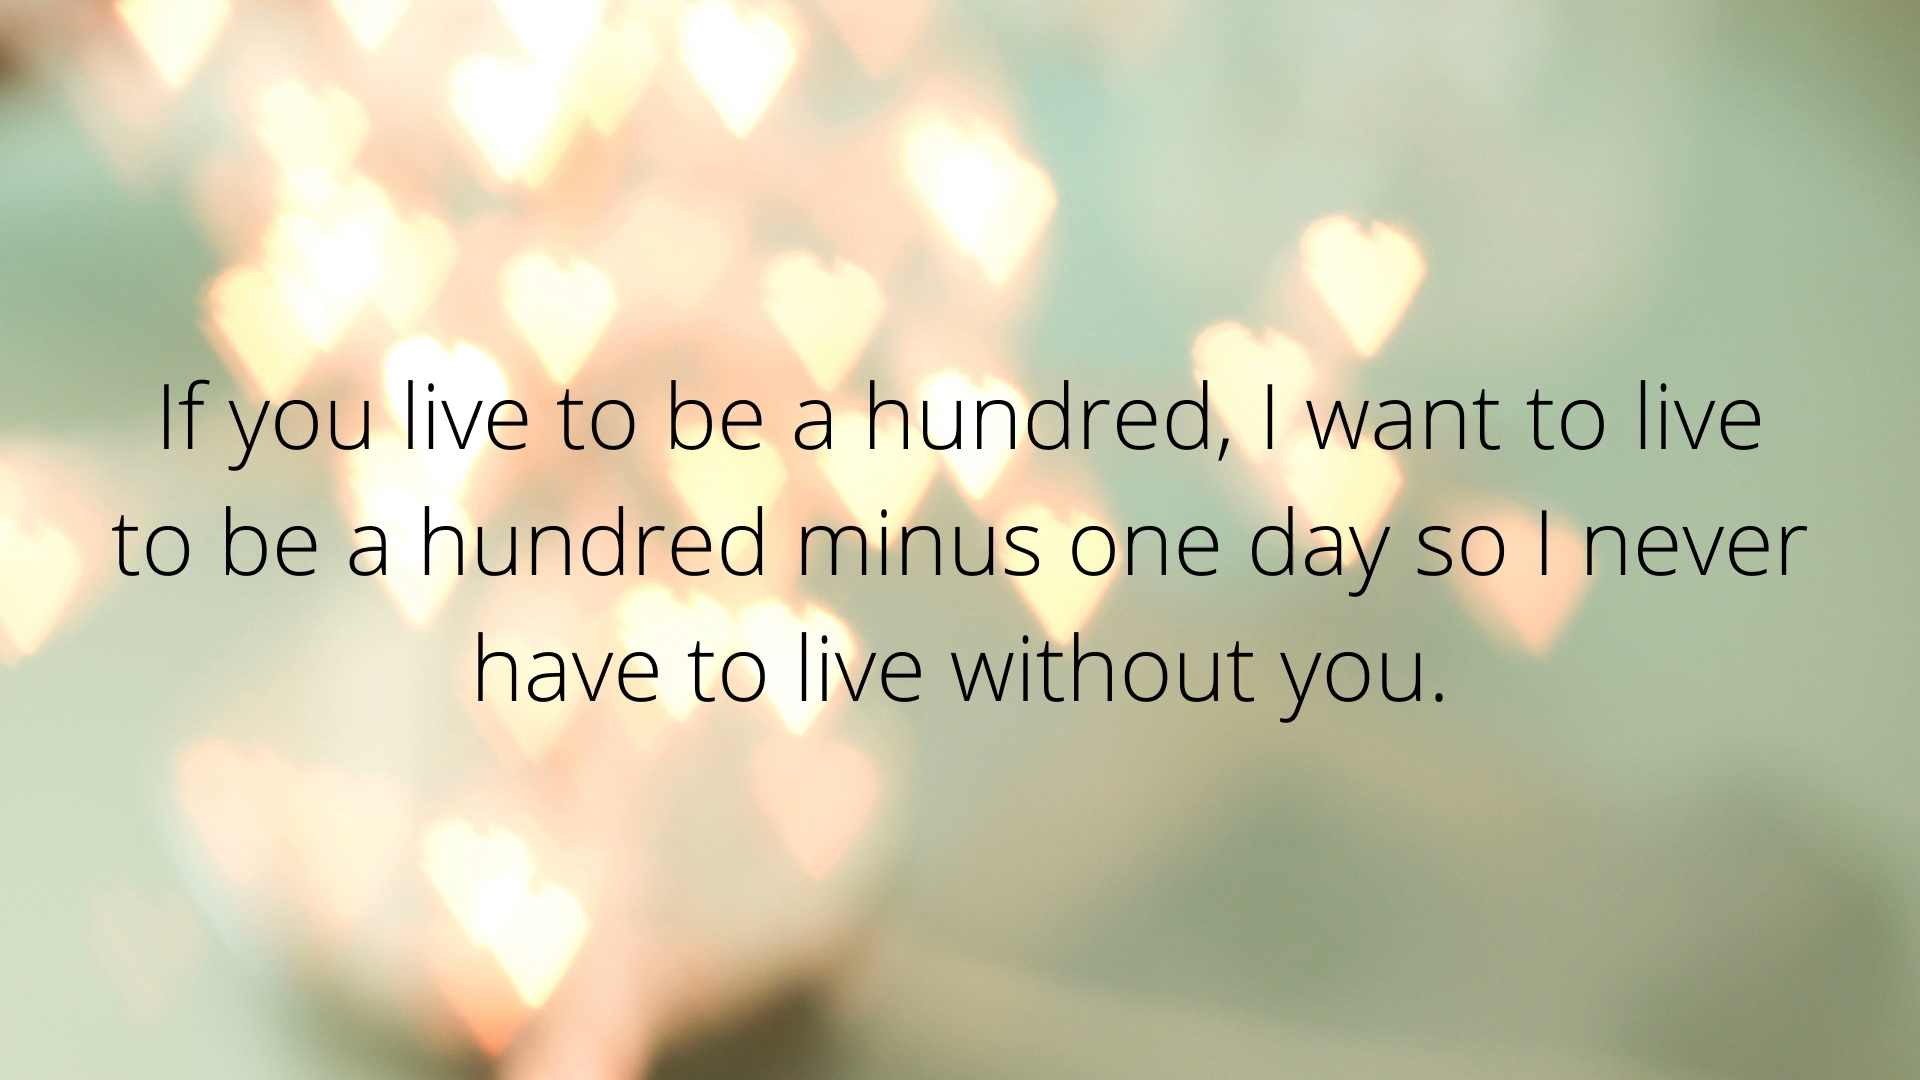 If you live to be a hundred, I want to live
to be a hundred minus one day so I never
have to live without you.